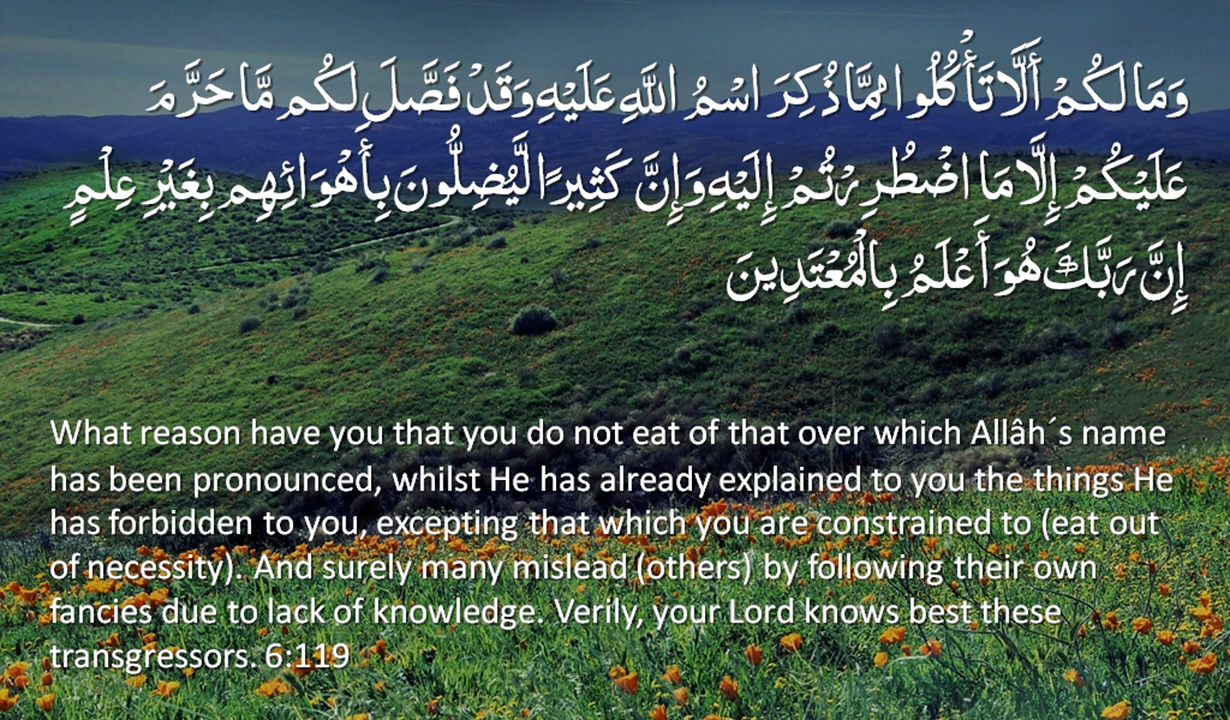 وَمَا لَكُمْ أَلَّا تَأْكُلُوا مِمَّا ذُكِرَ اسْمُ اللَّهِ عَلَيْهِ وَقَدْ فَصَّلَ لَكُم مَّا حَرَّمَ
عَلَيْكُمْ إِلَّا مَا اضْطُرِرْتُمْ إِلَيْهِ وَإِنَّ كَثِيرًا لَّيُضِلُّونَ بِأَهْوَائِهِم بِغَيْرِ عِلْمٍ
إِنَّ رَبَّكَ هُوَ أَعْلَمُ بِالْمُعْتَدِينَ
What reason have you that you do not eat of that over which Allâh´s name
has been pronounced, whilst He has already explained to you the things He
has forbidden to you, excepting that which you are constrained to (eat out
of necessity). And surely many mislead (others) by following their own
fancies due to lack of knowledge. Verily, your Lord knows best these
transgressors. 6:119